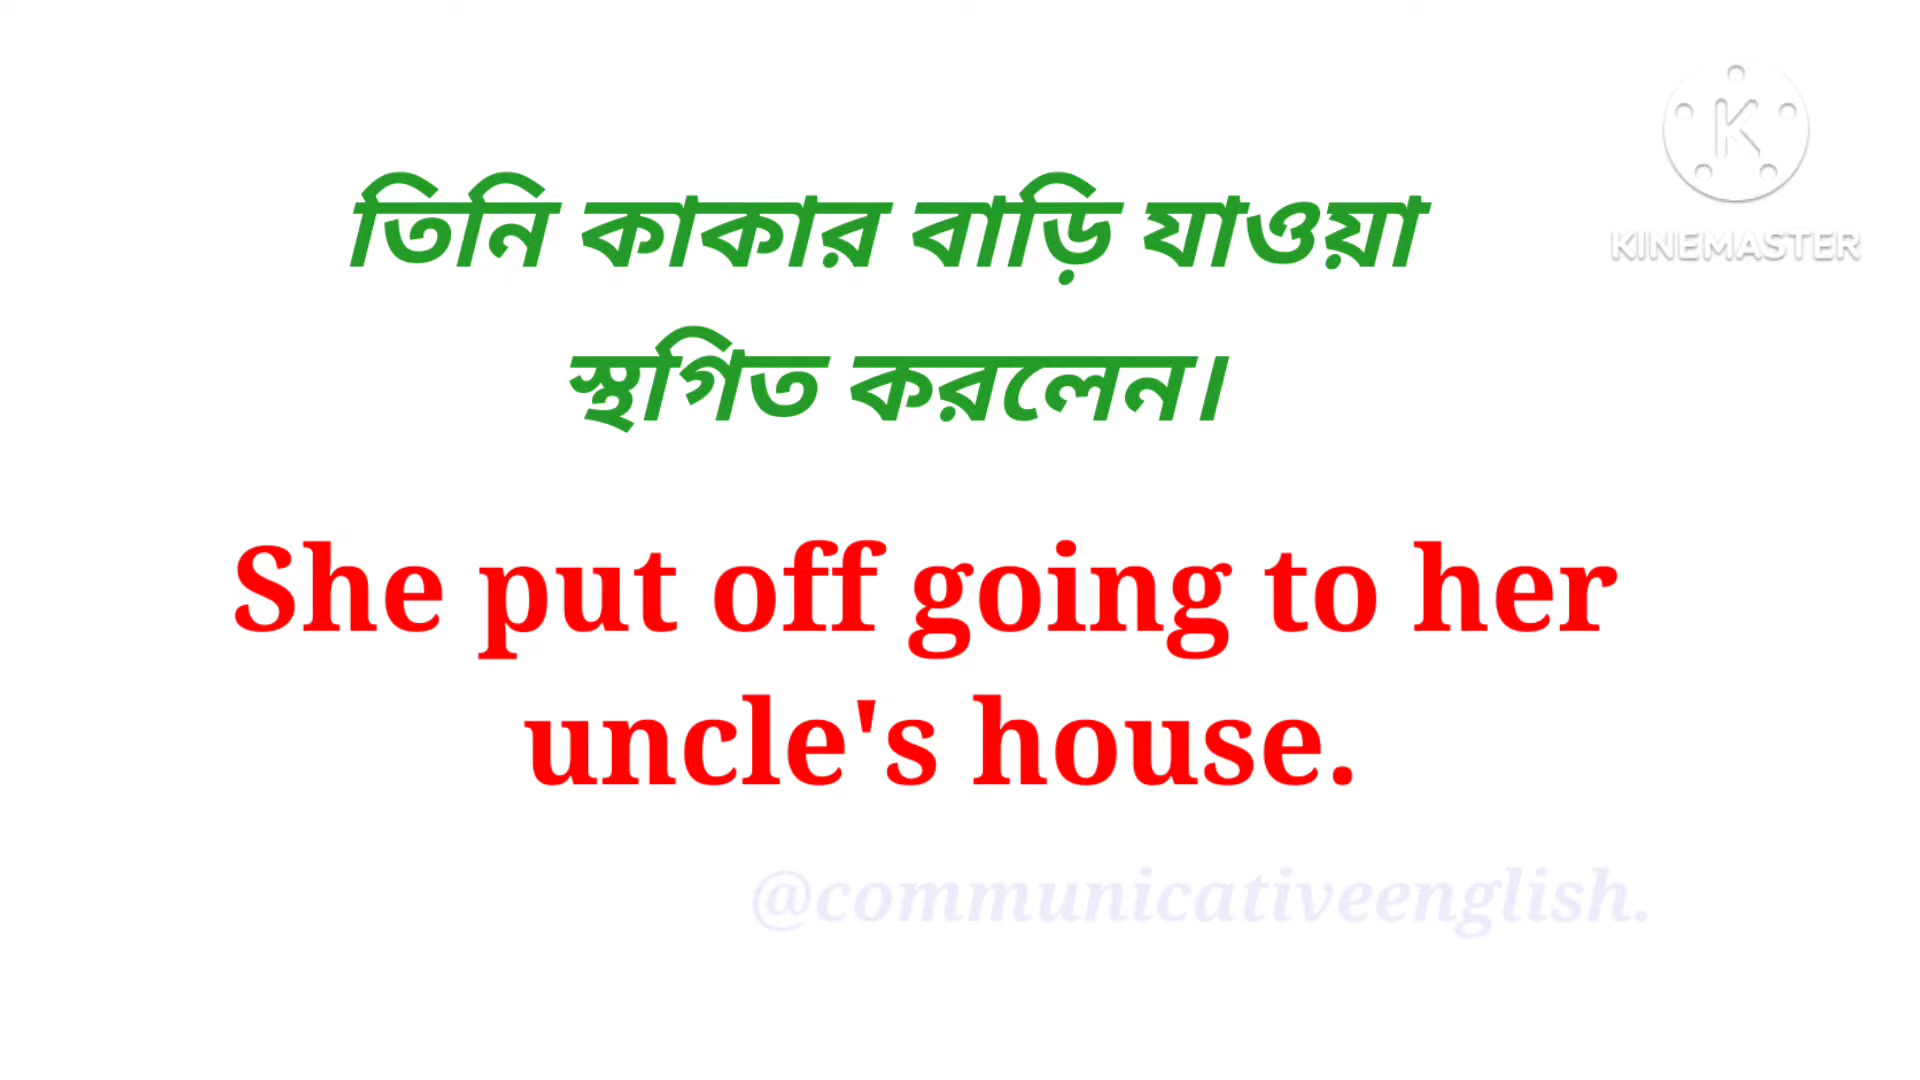 তিনি কাকার বাড়ি যাওয়া
স্থগিত করলেন।
She put off going to her
uncle's house.
@communicativeenglish.
K
KINEMASTER